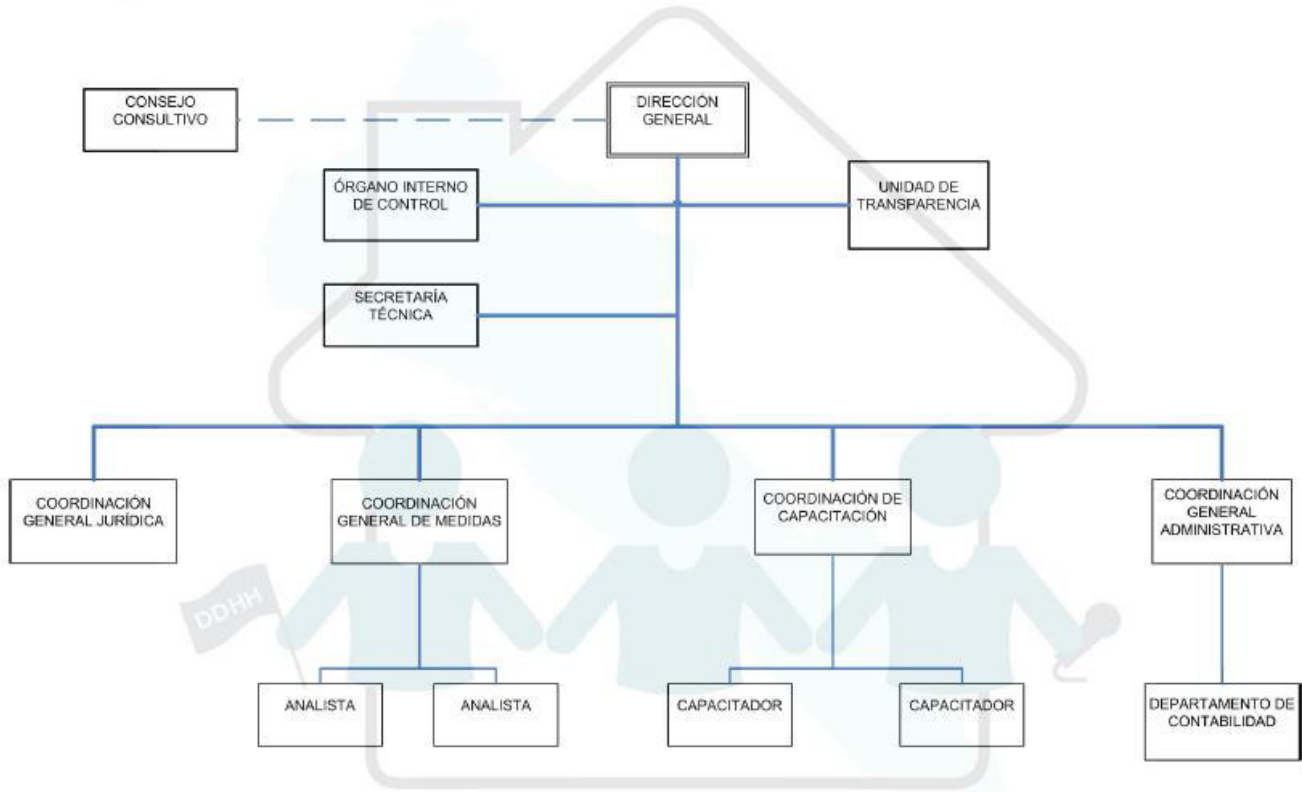 CONSEJO
CONSULTIVO
DIRECCIÓN
GENERAL
ÓRGANO INTERNO
DE CONTROL
UNIDAD DE
TRANSPARENCIA
SECRETARÍA
TÉCNICA
COORDINACIÓN
GENERAL JURÍDICA
COORDINACIÓN
GENERAL DE MEDIDAS
COORDINACIÓN DE
CAPACITACIÓN
COORDINACIÓN
GENERAL
ADMINISTRATIVA
DDHH
ANALISTA
ANALISTA
CAPACITADOR
CAPACITADOR
DEPARTAMENTO DE
CONTABILIDAD